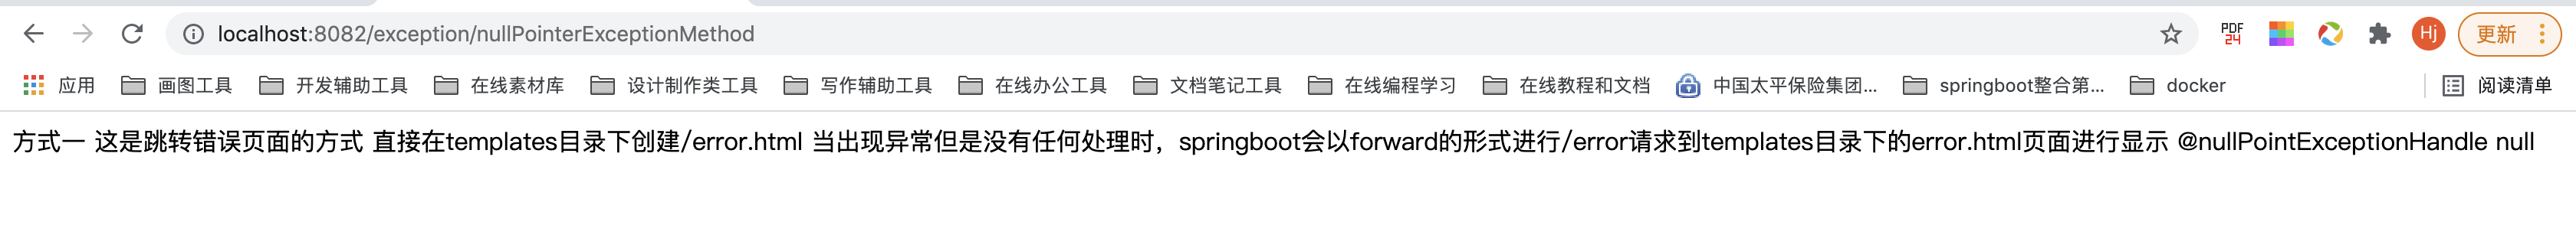 localhost:8082/exception/nullPointerExceptionMethod PDF 24 Hj 更新
应用 画图工具 开发辅助工具 在线素材库 设计制作类工具 写作辅助工具 在线办公工具 文档笔记工具 在线编程学习 在线教程和文档 中国太平保险集团... springboot整合第... docker 阅读清单
方式一 这是跳转错误页面的方式 直接在templates目录下创建/error.html 当出现异常但是没有任何处理时，springboot会以forward的形式进行/error请求到templates目录下的error.html页面进行显示 @nullPointExceptionHandle null